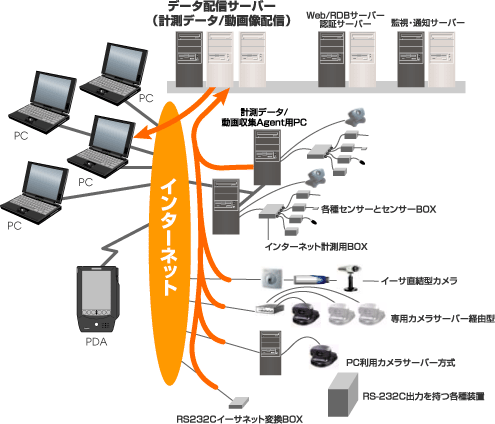 データ配信サーバー
（計測データ/動画像配信）
Web/RDBサーバー
認証サーバー
監視・通知サーバー
PC
PC
PC
PC
計測データ/
動画収集Agent用PC
インターネット
各種センサーとセンサーBOX
インターネット計測用BOX
イーサ直結型カメラ
専用カメラサーバー経由型
PDA
PC利用カメラサーバー方式
RS-232C出力を持つ各種装置
RS232Cイーサネット変換BOX